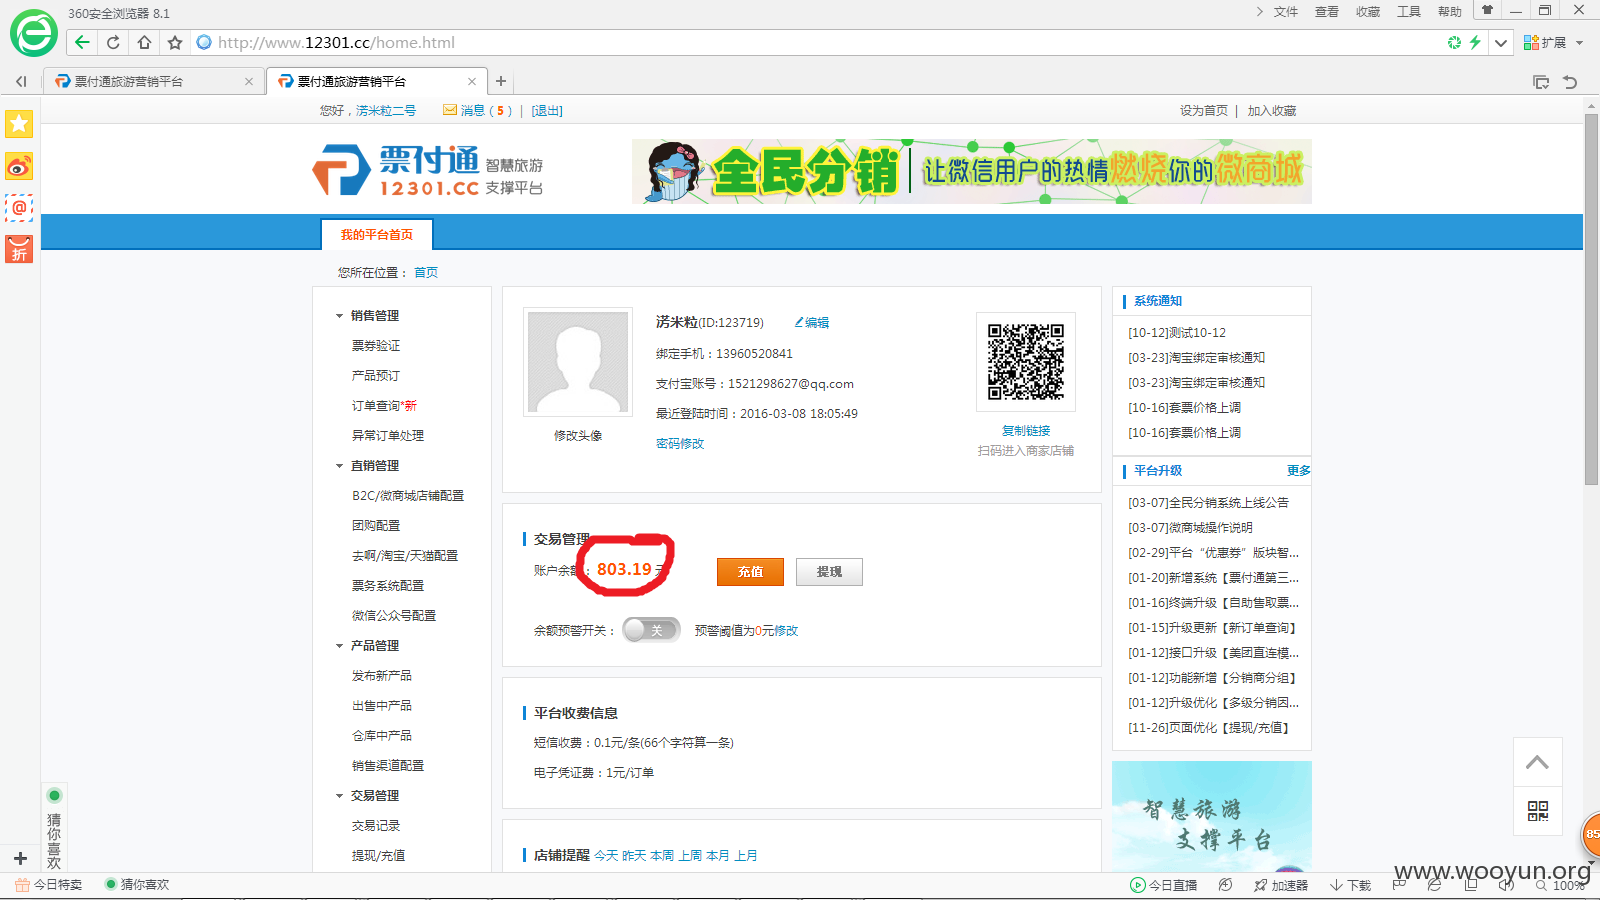 360安全浏览器 8.1
文件 查看 收藏 工具 帮助
http://www.12301.cc/home.html
扩展
票付通旅游营销平台
票付通旅游营销平台
您好，淓米粒二号 消息（5） | [退出]
设为首页 | 加入收藏
票付通
12301.CC
智慧旅游
支撑平台
全民分销
让微信用户的热情燃烧你的微商城
我的平台首页
您所在位置： 首页
销售管理
票券验证
产品预订
订单查询*新
异常订单处理
直销管理
B2C/微商城店铺配置
团购配置
去啊/淘宝/天猫配置
票务系统配置
微信公众号配置
产品管理
发布新产品
出售中产品
仓库中产品
销售渠道配置
交易管理
交易记录
提现/充值
修改头像
淓米粒(ID:123719) 编辑
绑定手机：13960520841
支付宝账号：1521298627@qq.com
最近登陆时间：2016-03-08 18:05:49
密码修改
复制链接
扫码进入商家店铺
交易管理
账户余额：803.19元
充值
提现
余额预警开关： 关 预警阈值为0元修改
平台收费信息
短信收费：0.1元/条(66个字符算一条)
电子凭证费：1元/订单
店铺提醒 今天 昨天 本周 上周 本月 上月
系统通知
[10-12]测试10-12
[03-23]淘宝绑定审核通知
[03-23]淘宝绑定审核通知
[10-16]套票价格上调
[10-16]套票价格上调
平台升级 更多
[03-07]全民分销系统上线公告
[03-07]微商城操作说明
[02-29]平台“优惠券”版块智...
[01-20]新增系统【票付通第三...
[01-16]终端升级【自助售取票...
[01-15]升级更新【新订单查询】
[01-12]接口升级【美团直连模...
[01-12]功能新增【分销商分组】
[01-12]升级优化【多级分销因...
[11-26]页面优化【提现/充值】
智慧旅游
支撑平台
折
猜你喜欢
85
www.wooyun.org
今日特卖 猜你喜欢
今日直播 加速器 下载 100%